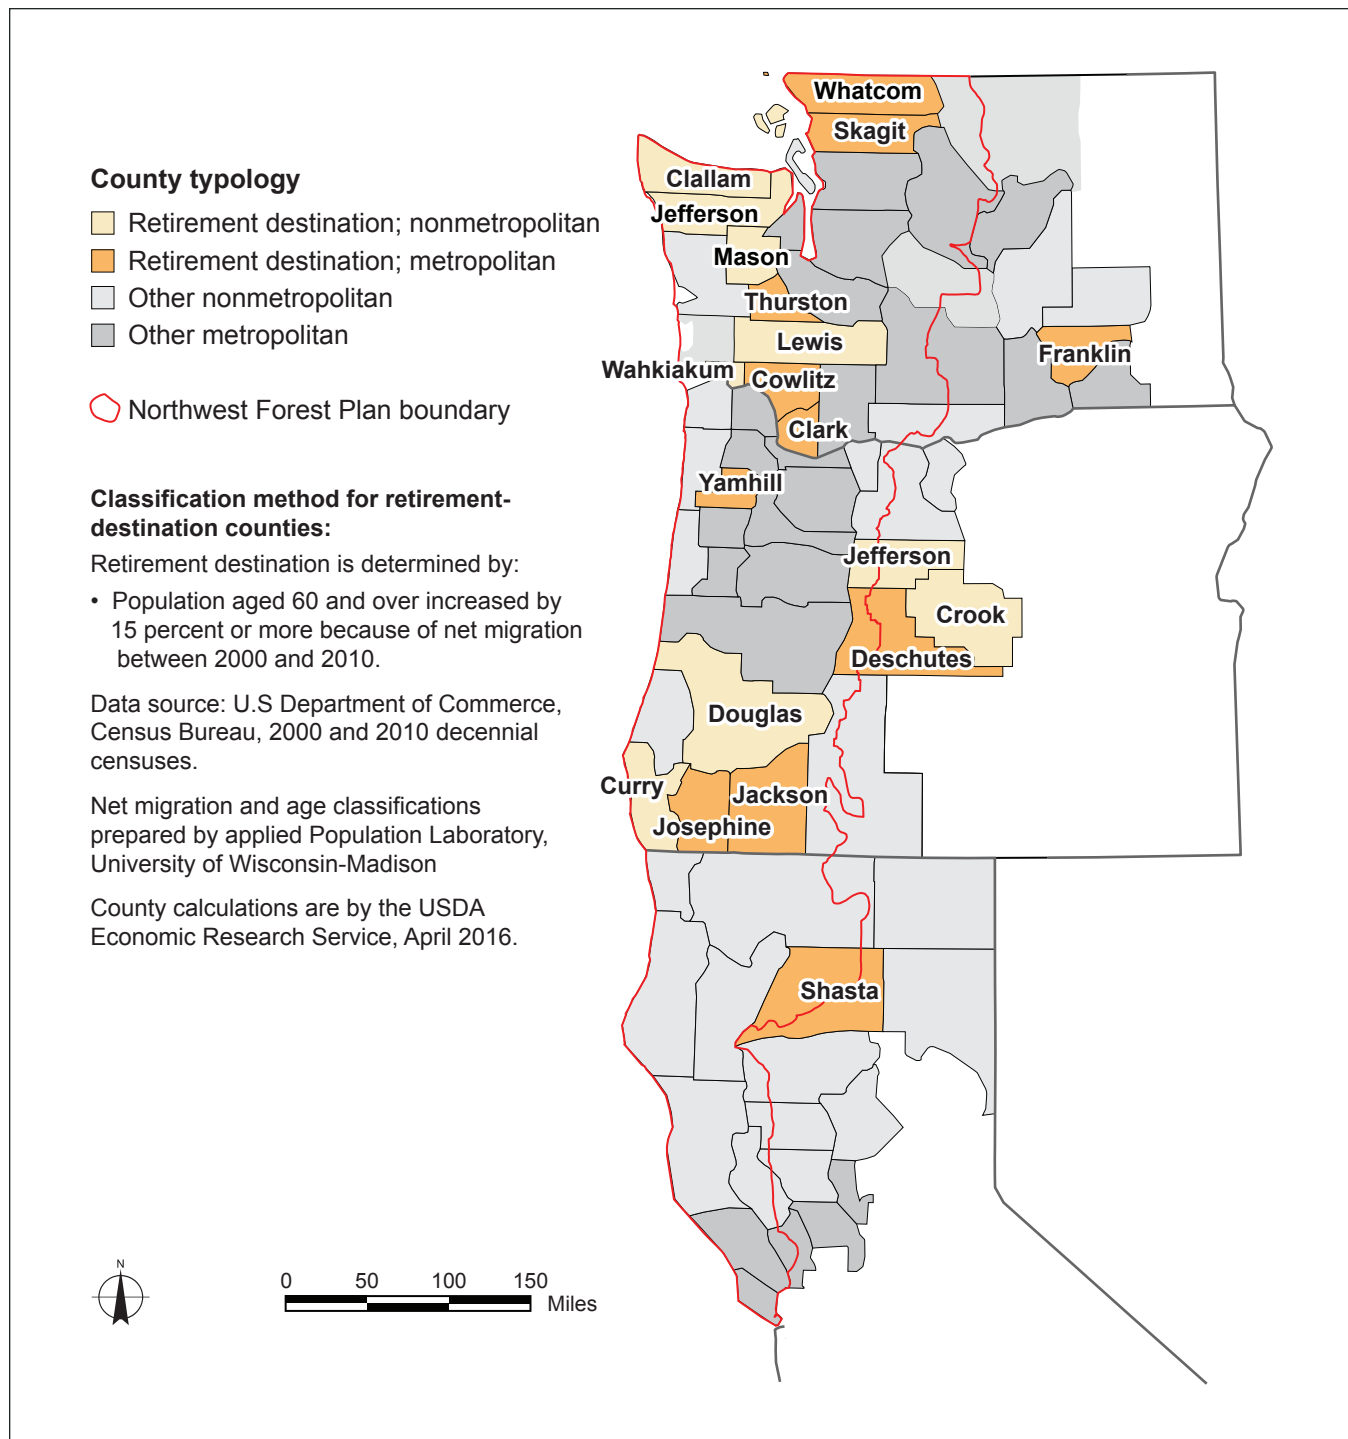 County typology
Retirement destination; nonmetropolitan
Retirement destination; metropolitan
Other nonmetropolitan
Other metropolitan
Northwest Forest Plan boundary
Classification method for retirement-
destination counties:
Retirement destination is determined by:
• Population aged 60 and over increased by
15 percent or more because of net migration
between 2000 and 2010.
Data source: U.S Department of Commerce,
Census Bureau, 2000 and 2010 decennial
censuses.
Net migration and age classifications
prepared by applied Population Laboratory,
University of Wisconsin-Madison
County calculations are by the USDA
Economic Research Service, April 2016.
N
0 50 100 150
Miles
Whatcom
Skagit
Clallam
Jefferson
Mason
Thurston
Lewis
Franklin
Wahkiakum
Cowlitz
Clark
Yamhill
Jefferson
Crook
Deschutes
Douglas
Curry
Jackson
Josephine
Shasta